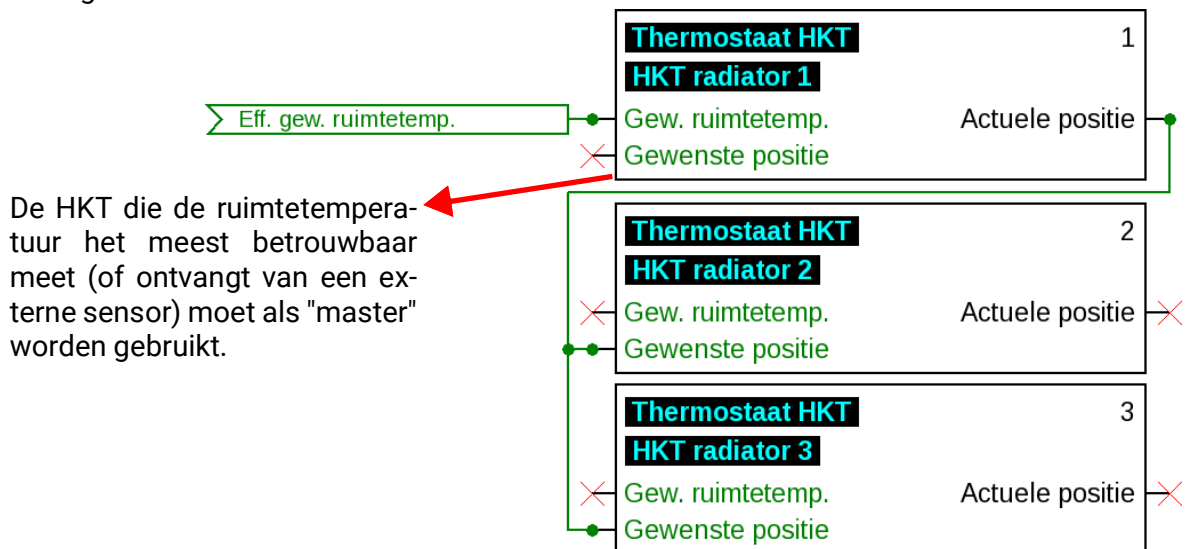 Thermostaat HKT 1
HKT radiator 1
Eff. gew. ruimtetemp.
Gew. ruimtetemp. Actuele positie
Gewenste positie
De HKT die de ruimtetempera-
tuur het meest betrouwbaar
meet (of ontvangt van een ex-
terne sensor) moet als "master"
worden gebruikt.
Thermostaat HKT 2
HKT radiator 2
Gew. ruimtetemp. Actuele positie
Gewenste positie
Thermostaat HKT 3
HKT radiator 3
Gew. ruimtetemp. Actuele positie
Gewenste positie